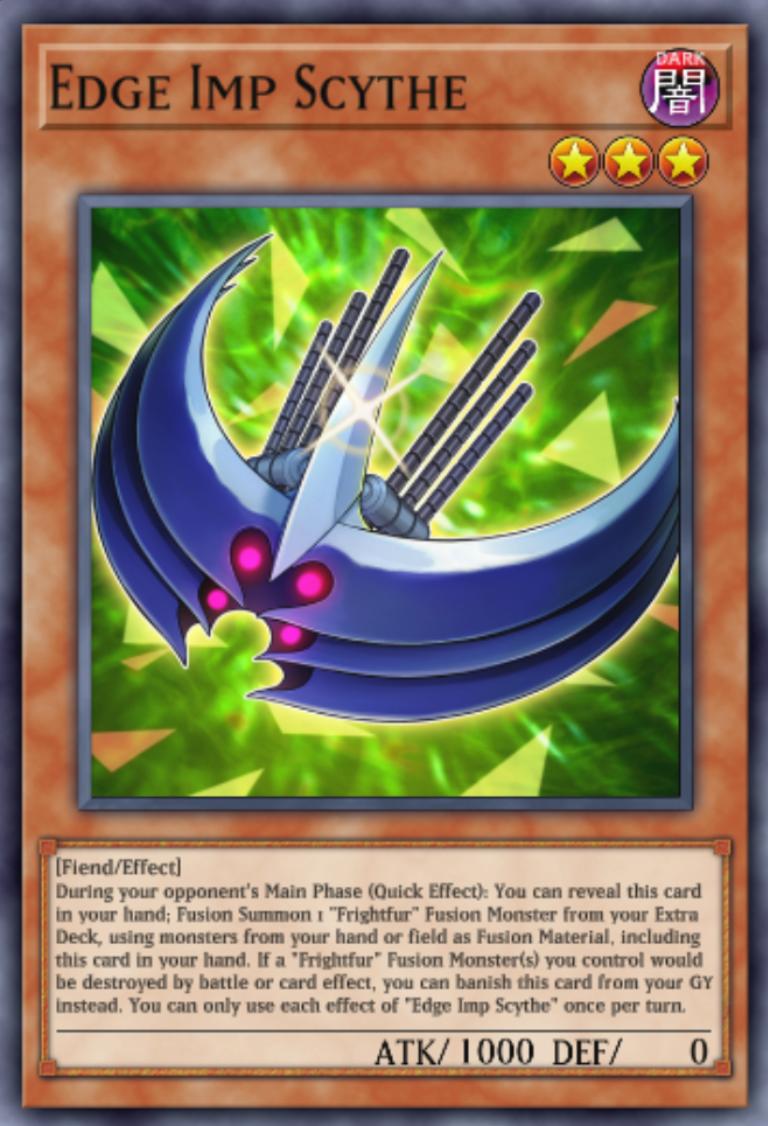 Edge Imp Scythe
DARK
闇
[Fiend/Effect]
During your opponent's Main Phase (Quick Effect): You can reveal this card
in your hand; Fusion Summon 1 "Frightfur" Fusion Monster from your Extra
Deck, using monsters from your hand or field as Fusion Material, including
this card in your hand. If a "Frightfur" Fusion Monster(s) you control would
be destroyed by battle or card effect, you can banish this card from your GY
instead. You can only use each effect of "Edge Imp Scythe" once per turn.
ATK/ 1000 DEF/ 0